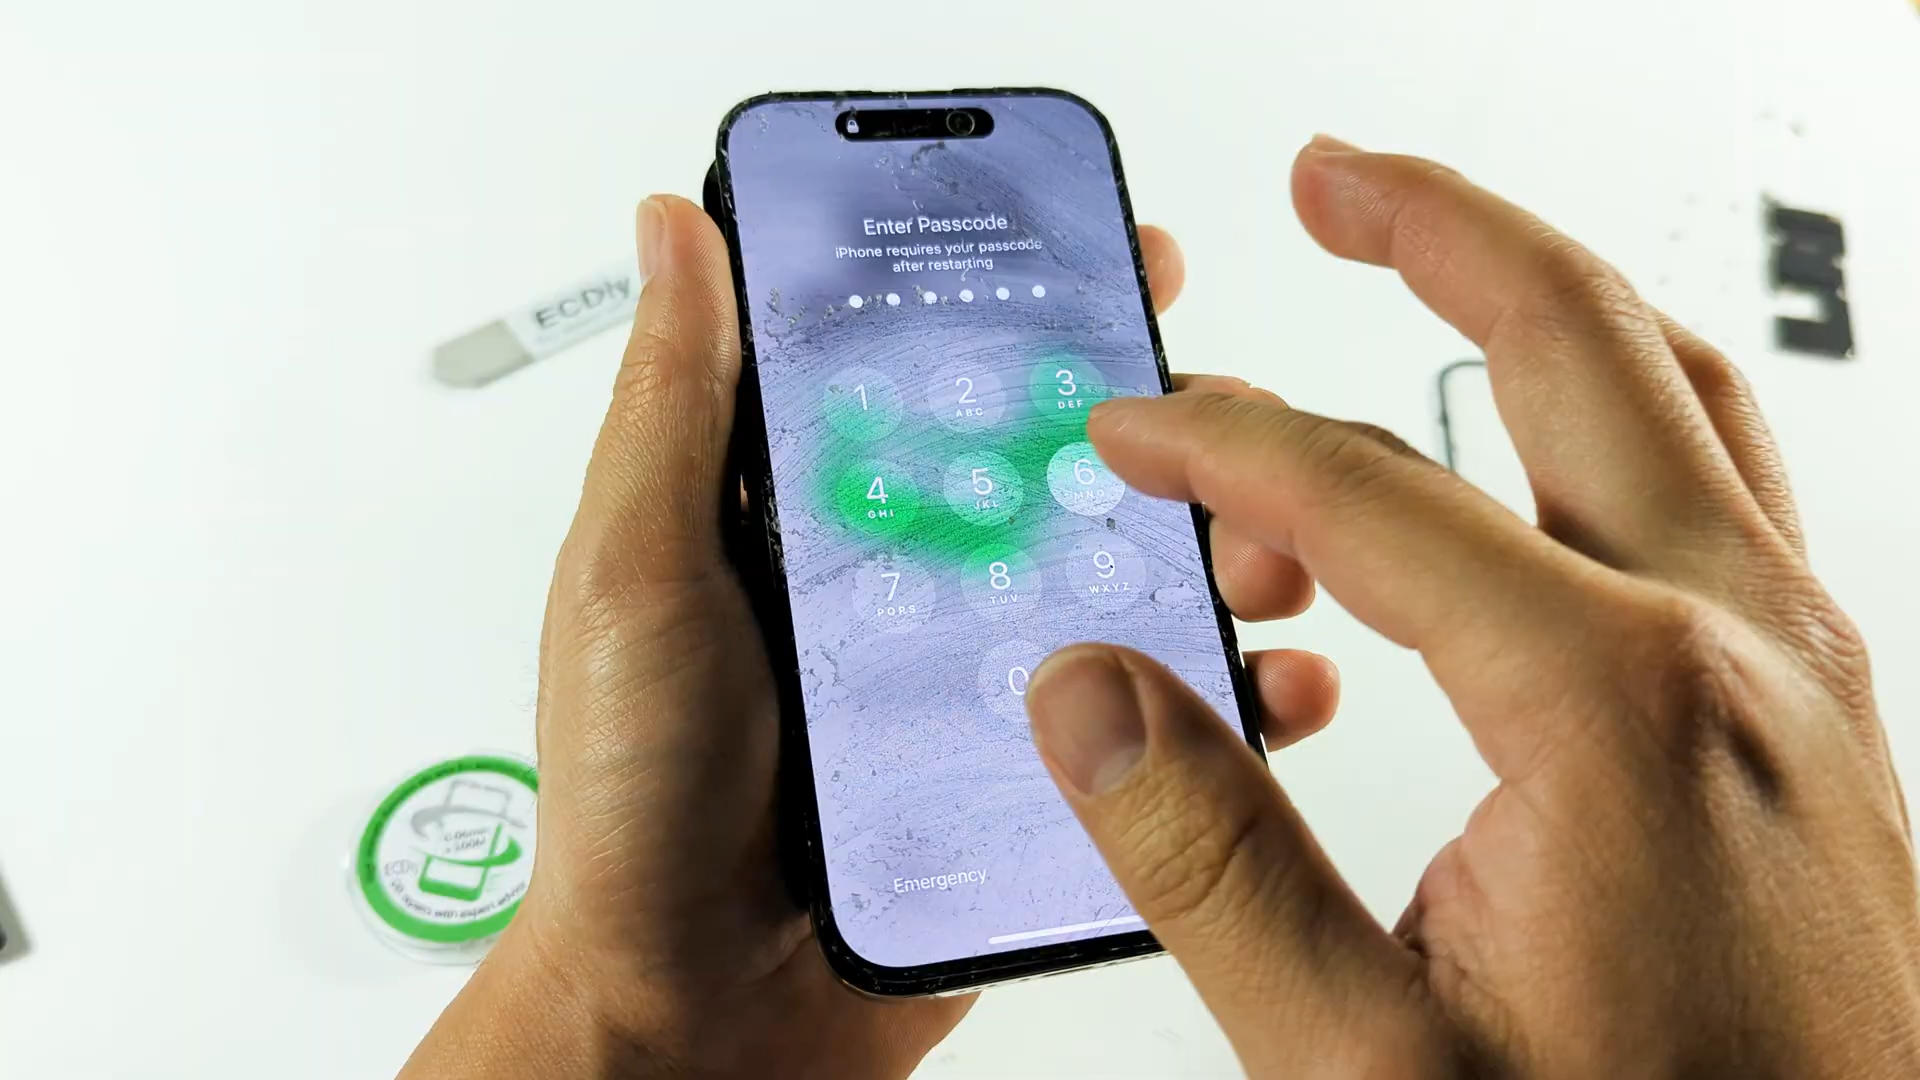 Enter Passcode
iPhone requires your passcode
after restarting
ECDIy
1
2
ABC
3
DEF
4
GHI
5
JKL
6
MNO
7
PQRS
8
TUV
9
WXYZ
0
Emergency
ECDIy